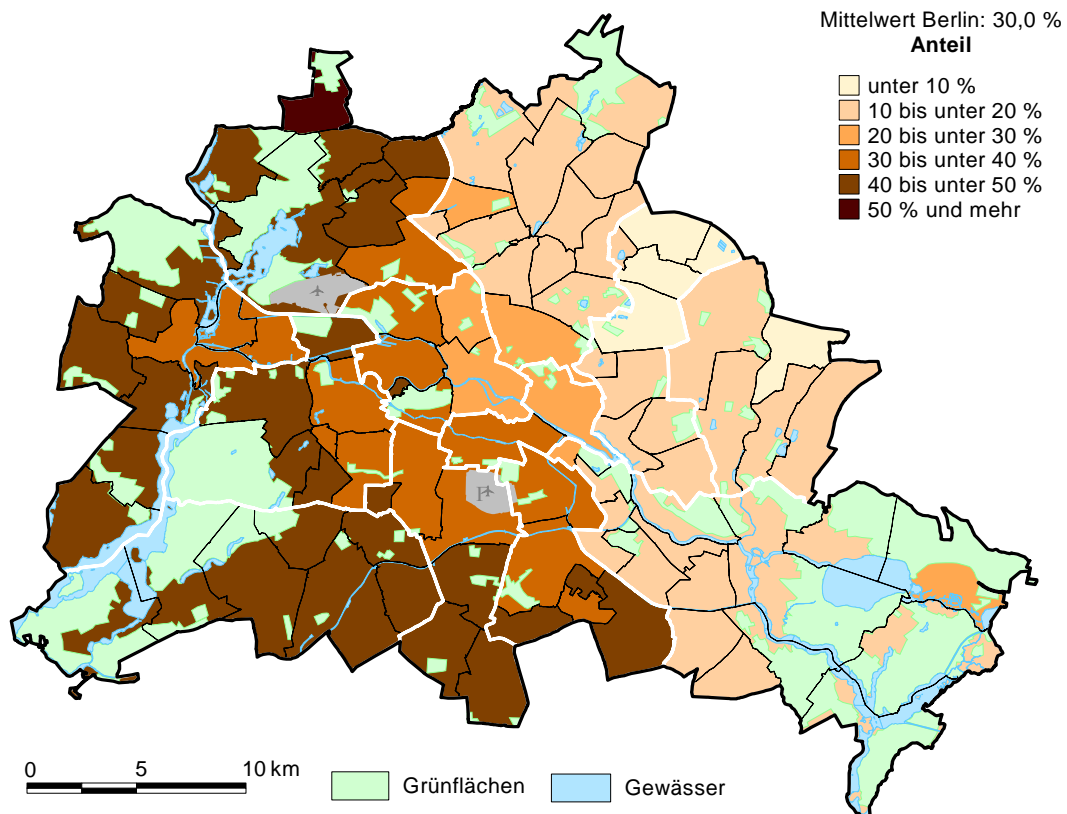 Mittelwert Berlin: 30,0 %
Anteil
unter 10 %
10 bis unter 20 %
20 bis unter 30 %
30 bis unter 40 %
40 bis unter 50 %
50 % und mehr
0 5 10 km
Grünflächen
Gewässer